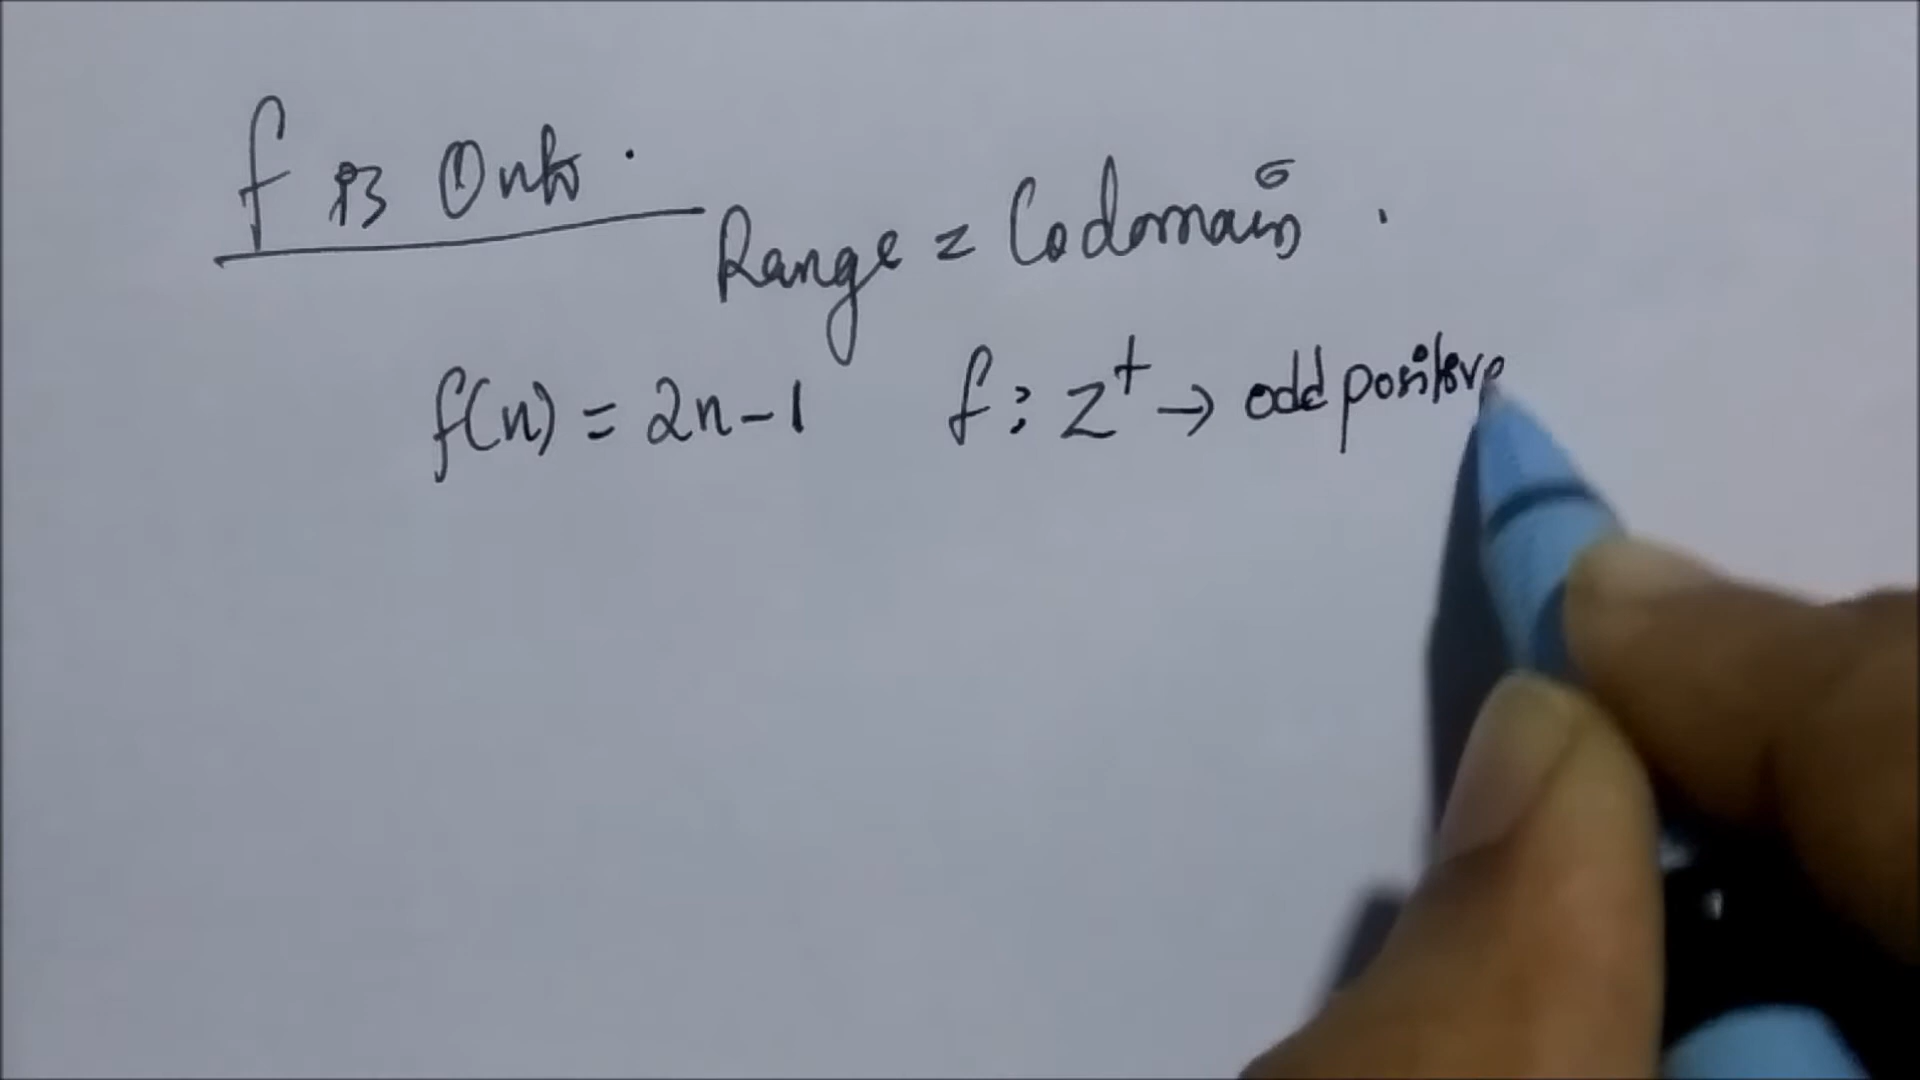 f is Onto.
Range = Codomain.
f(n) = 2n-1 f: Z⁺ → odd positive